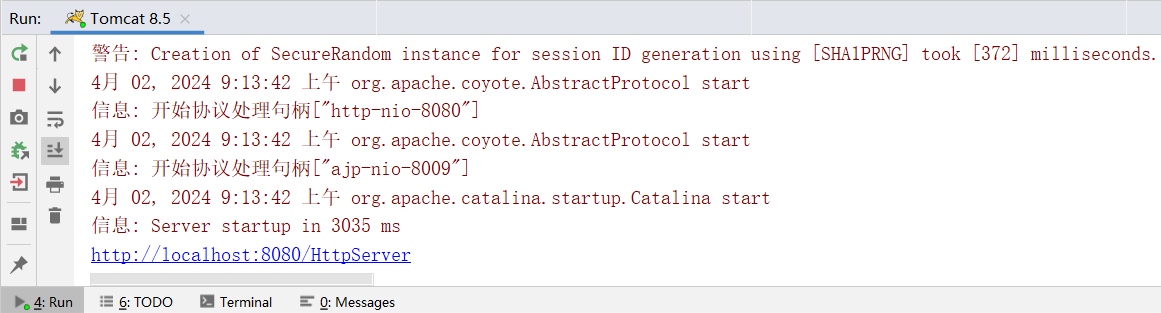 Run: Tomcat 8.5
警告: Creation of SecureRandom instance for session ID generation using [SHA1PRNG] took [372] milliseconds.
4月 02, 2024 9:13:42 上午 org.apache.coyote.AbstractProtocol start
信息: 开始协议处理句柄["http-nio-8080"]
4月 02, 2024 9:13:42 上午 org.apache.coyote.AbstractProtocol start
信息: 开始协议处理句柄["ajp-nio-8009"]
4月 02, 2024 9:13:42 上午 org.apache.catalina.startup.Catalina start
信息: Server startup in 3035 ms
http://localhost:8080/HttpServer
4: Run 6: TODO Terminal 0: Messages